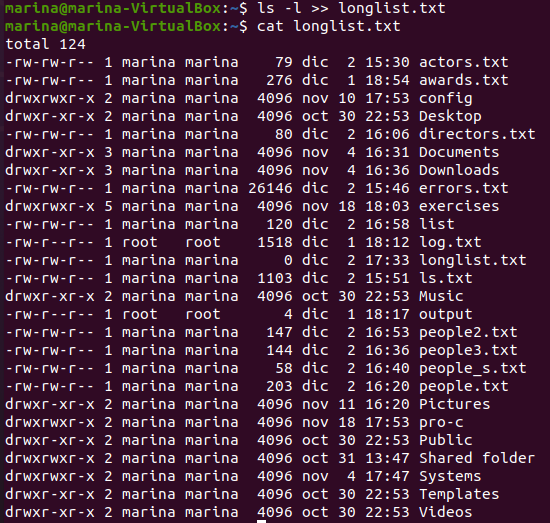 marina@marina-VirtualBox:~$ ls -l >> longlist.txt
marina@marina-VirtualBox:~$ cat longlist.txt
total 124
-rw-rw-r-- 1 marina marina    79 dic  2 15:30 actors.txt
-rw-rw-r-- 1 marina marina   276 dic  1 18:54 awards.txt
drwxrwxr-x 2 marina marina  4096 nov 10 17:53 config
drwxr-xr-x 2 marina marina  4096 oct 30 22:53 Desktop
-rw-rw-r-- 1 marina marina    80 dic  2 16:06 directors.txt
drwxr-xr-x 3 marina marina  4096 nov  4 16:31 Documents
drwxr-xr-x 3 marina marina  4096 nov  4 16:36 Downloads
-rw-rw-r-- 1 marina marina 26146 dic  2 15:46 errors.txt
drwxrwxr-x 5 marina marina  4096 nov 18 18:03 exercises
-rw-rw-r-- 1 marina marina   120 dic  2 16:58 list
-rw-r--r-- 1 root   root    1518 dic  1 18:12 log.txt
-rw-rw-r-- 1 marina marina     0 dic  2 17:33 longlist.txt
-rw-rw-r-- 1 marina marina  1103 dic  2 15:51 ls.txt
drwxr-xr-x 2 marina marina  4096 oct 30 22:53 Music
-rw-r--r-- 1 root   root       4 dic  1 18:17 output
-rw-rw-r-- 1 marina marina   147 dic  2 16:53 people2.txt
-rw-rw-r-- 1 marina marina   144 dic  2 16:36 people3.txt
-rw-rw-r-- 1 marina marina    58 dic  2 16:40 people_s.txt
-rw-rw-r-- 1 marina marina   203 dic  2 16:20 people.txt
drwxr-xr-x 2 marina marina  4096 nov 11 16:20 Pictures
drwxrwxr-x 2 marina marina  4096 nov 18 17:53 pro-c
drwxr-xr-x 2 marina marina  4096 oct 30 22:53 Public
drwxrwxr-x 2 marina marina  4096 oct 31 13:47 Shared folder
drwxrwxr-x 2 marina marina  4096 nov  4 17:47 Systems
drwxr-xr-x 2 marina marina  4096 oct 30 22:53 Templates
drwxr-xr-x 2 marina marina  4096 oct 30 22:53 Videos